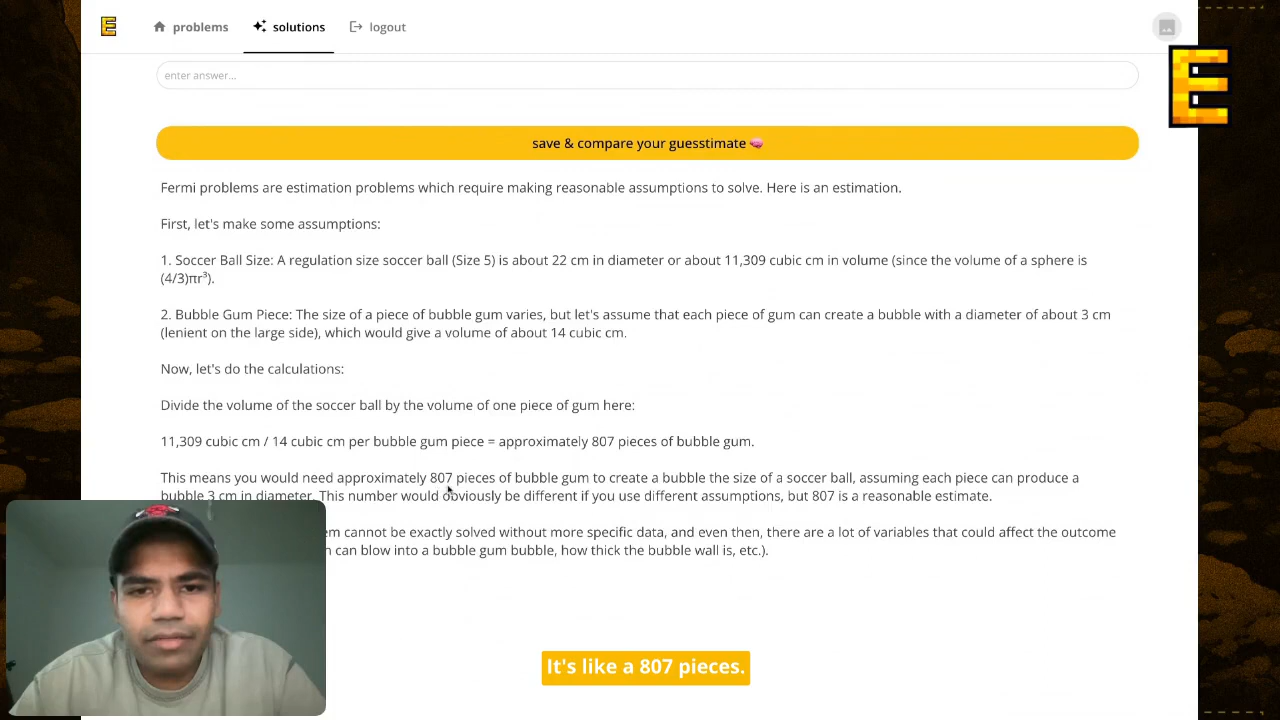 E
problems
solutions
logout
E
enter answer...
save & compare your guesstimate
Fermi problems are estimation problems which require making reasonable assumptions to solve. Here is an estimation.
First, let's make some assumptions:
1. Soccer Ball Size: A regulation size soccer ball (Size 5) is about 22 cm in diameter or about 11,309 cubic cm in volume (since the volume of a sphere is
(4/3)πr³).
2. Bubble Gum Piece: The size of a piece of bubble gum varies, but let's assume that each piece of gum can create a bubble with a diameter of about 3 cm
(lenient on the large side), which would give a volume of about 14 cubic cm.
Now, let's do the calculations:
Divide the volume of the soccer ball by the volume of one piece of gum here:
11,309 cubic cm / 14 cubic cm per bubble gum piece = approximately 807 pieces of bubble gum.
This means you would need approximately 807 pieces of bubble gum to create a bubble the size of a soccer ball, assuming each piece can produce a
bubble 3 cm in diameter. This number would obviously be different if you use different assumptions, but 807 is a reasonable estimate.
cannot be exactly solved without more specific data, and even then, there are a lot of variables that could affect the outcome
can blow into a bubble gum bubble, how thick the bubble wall is, etc.).
It's like a 807 pieces.